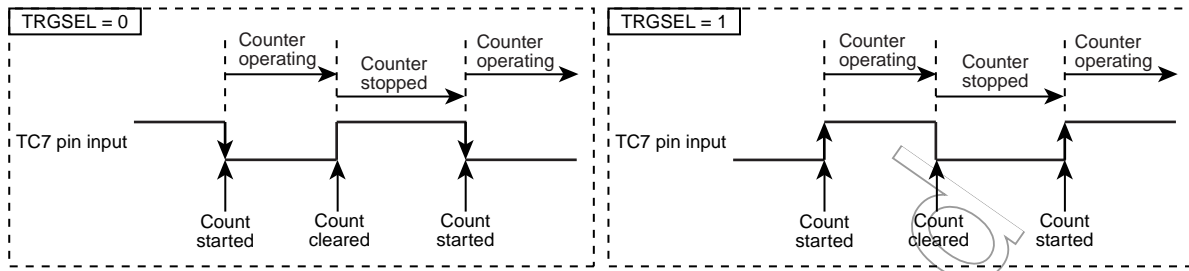 TRGSEL = 0
Counter
operating
Counter
stopped
Counter
operating
TC7 pin input
Count
started
Count
cleared
Count
started
TRGSEL = 1
Counter
operating
Counter
stopped
Counter
operating
TC7 pin input
Count
started
Count
cleared
Count
started